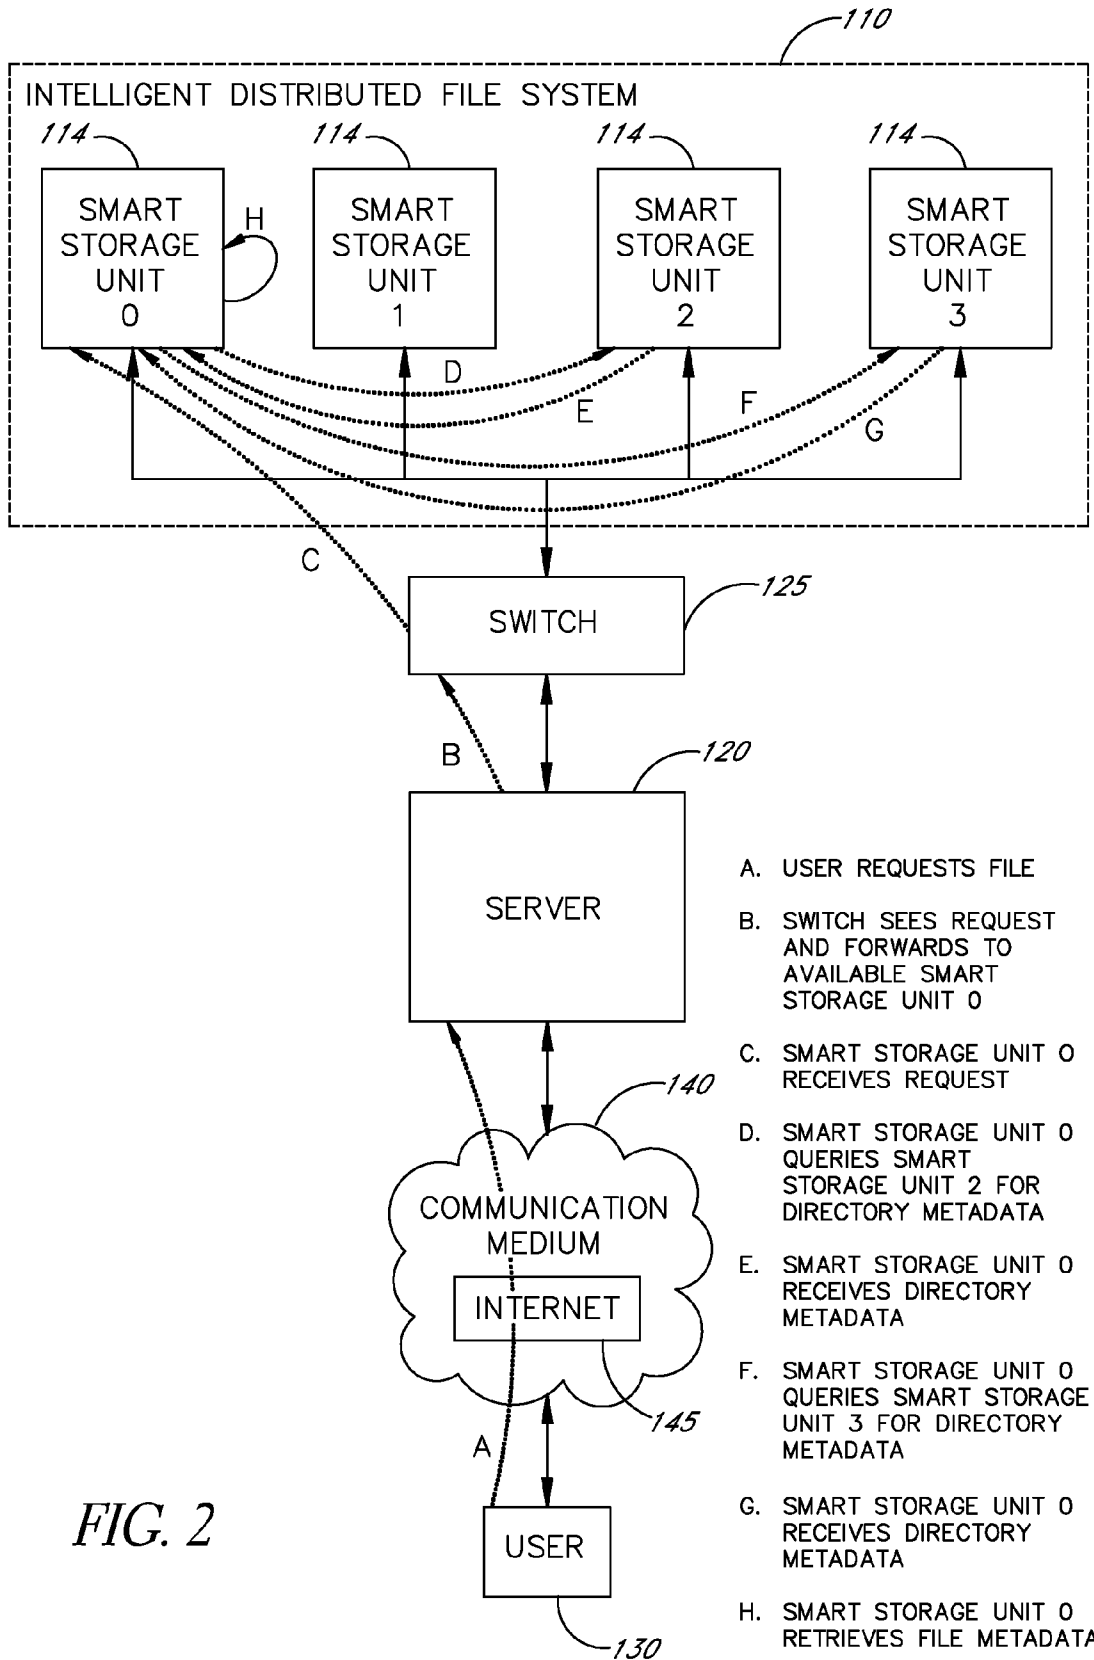 110
INTELLIGENT DISTRIBUTED FILE SYSTEM
114
114
114
114
SMART
STORAGE
UNIT
0
H
SMART
STORAGE
UNIT
1
SMART
STORAGE
UNIT
2
SMART
STORAGE
UNIT
3
D
E
F
G
C
SWITCH
125
B
120
SERVER
140
COMMUNICATION
MEDIUM
INTERNET
145
A
USER
130
A. USER REQUESTS FILE
B. SWITCH SEES REQUEST
AND FORWARDS TO
AVAILABLE SMART
STORAGE UNIT 0
C. SMART STORAGE UNIT 0
RECEIVES REQUEST
D. SMART STORAGE UNIT 0
QUERIES SMART
STORAGE UNIT 2 FOR
DIRECTORY METADATA
E. SMART STORAGE UNIT 0
RECEIVES DIRECTORY
METADATA
F. SMART STORAGE UNIT 0
QUERIES SMART STORAGE
UNIT 3 FOR DIRECTORY
METADATA
G. SMART STORAGE UNIT 0
RECEIVES DIRECTORY
METADATA
H. SMART STORAGE UNIT 0
RETRIEVES FILE METADATA
FIG. 2